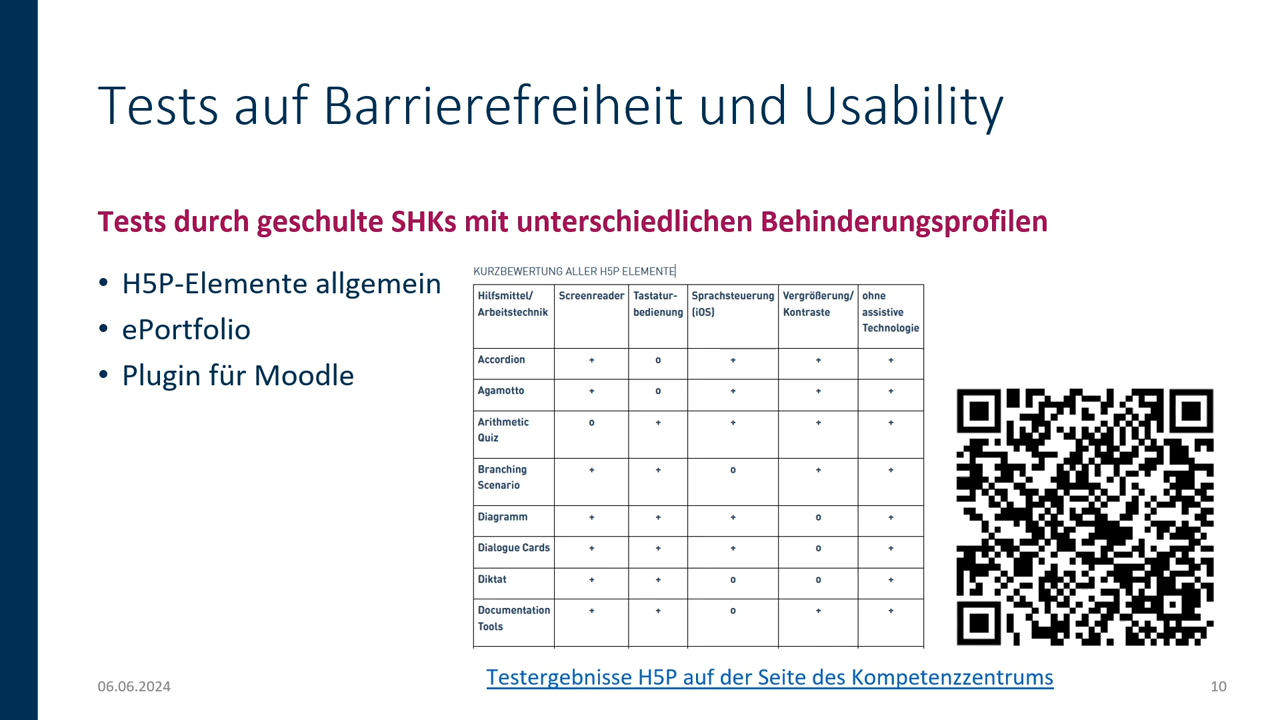 Tests auf Barrierefreiheit und Usability
Tests durch geschulte SHKs mit unterschiedlichen Behinderungsprofilen
• H5P-Elemente allgemein
• ePortfolio
• Plugin für Moodle
KURZBEWERTUNG ALLER H5P ELEMENTE
Hilfsmittel/ Screenreader Tastatur- Sprachsteuerung Vergrößerung/ ohne
Arbeitstechnik bedienung (iOS) Kontraste assistive
Technologie
Accordion + o + + +
Agamotto + o + + +
Arithmetic o + + + +
Quiz
Branching + + o + +
Scenario
Diagramm + + + o +
Dialogue Cards + + + o +
Diktat + + o o +
Documentation + + o + +
Tools
Testergebnisse H5P auf der Seite des Kompetenzzentrums
06.06.2024
10